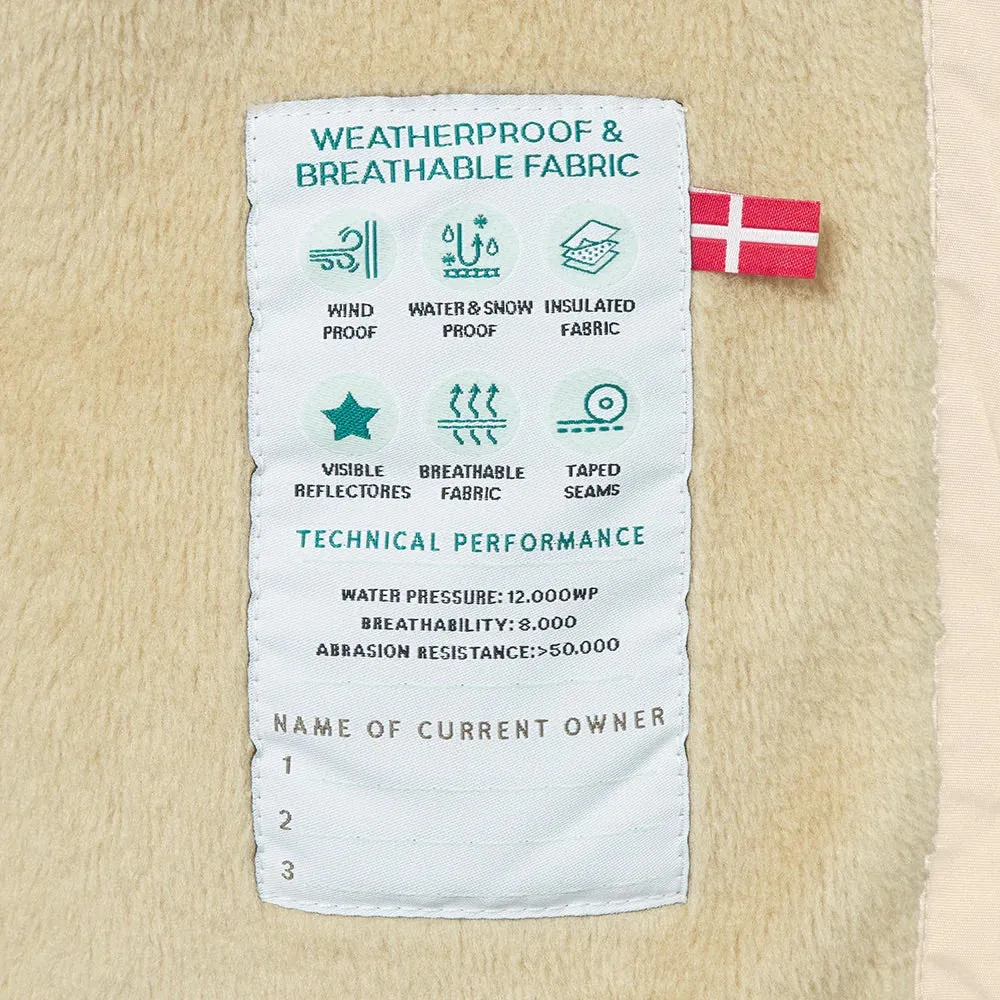 WEATHERPROOF &
BREATHABLE FABRIC
WIND
PROOF
WATER & SNOW
PROOF
INSULATED
FABRIC
VISIBLE
REFLECTORES
BREATHABLE
FABRIC
TAPED
SEAMS
TECHNICAL PERFORMANCE
WATER PRESSURE: 12.000WP
BREATHABILITY: 8.000
ABRASION RESISTANCE: >50.000
NAME OF CURRENT OWNER
1
2
3